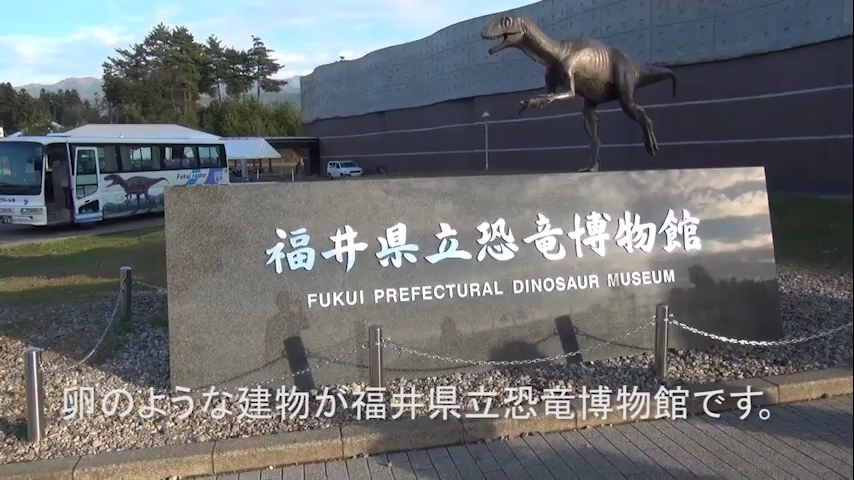 福井県立恐竜博物館
FUKUI PREFECTURAL DINOSAUR MUSEUM
卵のような建物が福井県立恐竜博物館です。